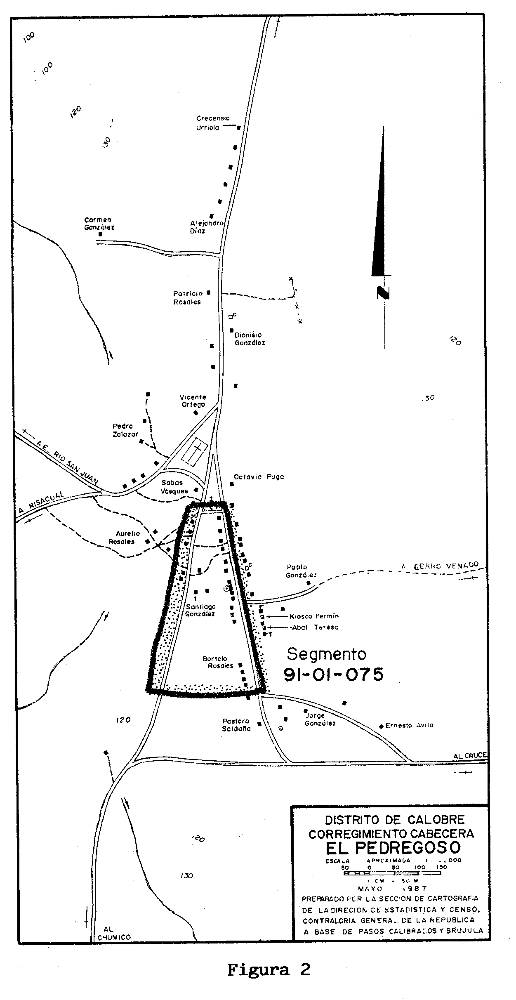 100
100
120
130
Crecensio
Urriola
Carmen
González
Alejandro
Díaz
Patricio
Rosales
C
Dionisio
González
N
120
30
Vicente
Ortega
Pedro
Zalazar
RIO SAN JUAN
A RISACUAL
Octavio Puga
Sabas
Vásques
Aurelio
Rosales
C
Pablo
González
A CERRO VENADO
Santiago
González
Kiosco Fermín
Abat Teresa
Segmento
91-01-075
Bartolo
Rosales
120
Pastora
Saldaña
Jorge
González
Ernesto Avila
AL CRUCE
120
130
AL
CHUMICO
DISTRITO DE CALOBRE
CORREGIMIENTO CABECERA
EL PEDREGOSO
ESCALA APROXIMADA ,000
50 0 50 100 150
CM = 50 M
MAYO 1987
PREPARADO POR LA SECCION DE CARTOGRAFIA
DE LA DIRECION DE ESTADISTICA Y CENSO,
CONTRALORIA GENERAL DE LA REPUBLICA
A BASE DE PASOS CALIBRADOS Y BRUJULA
Figura 2